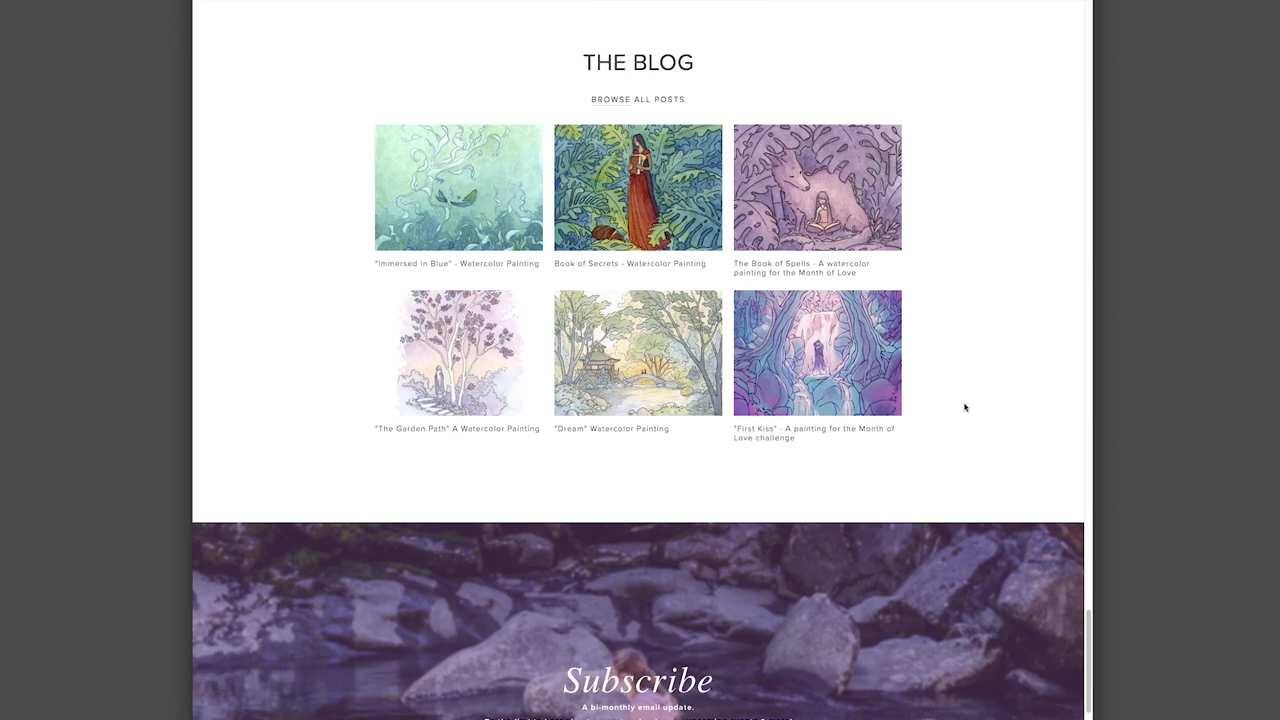 THE BLOG
BROWSE ALL POSTS
"Immersed in Blue" - Watercolor Painting
Book of Secrets - Watercolor Painting
The Book of Spells - A watercolor
painting for the Month of Love
"The Garden Path" A Watercolor Painting
"Dream" Watercolor Painting
"First Kiss" - A painting for the Month of
Love challenge
Subscribe
A bi-monthly email update.